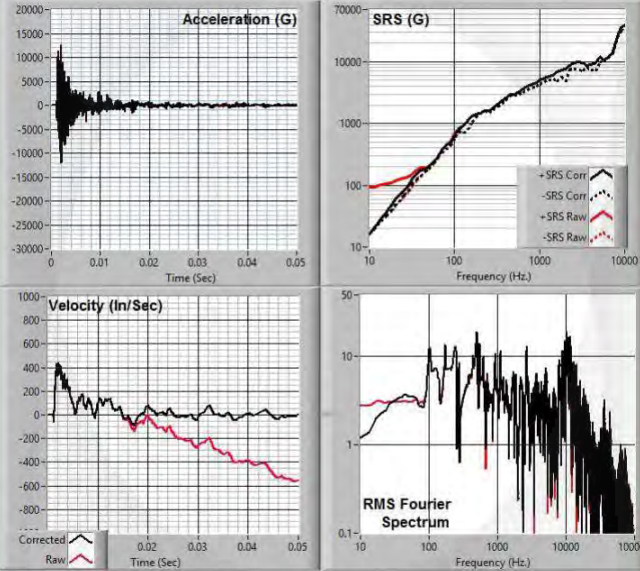 Acceleration (G)
20000
15000
10000
5000
0
-5000
-10000
-15000
-20000
-25000
-30000
0 0.01 0.02 0.03 0.04 0.05
Time (Sec)
SRS (G)
70000
10000
1000
100
10
+SRS Corr
-SRS Corr
+SRS Raw
-SRS Raw
10 100 1000 10000
Frequency (Hz.)
Velocity (In/Sec)
1000
800
600
400
200
0
-200
-400
-600
-800
Corrected
Raw
0.02 0.03 0.04 0.05
Time (Sec)
50
10
1
0.1
RMS Fourier
Spectrum
10 100 1000 10000
Frequency (Hz.)